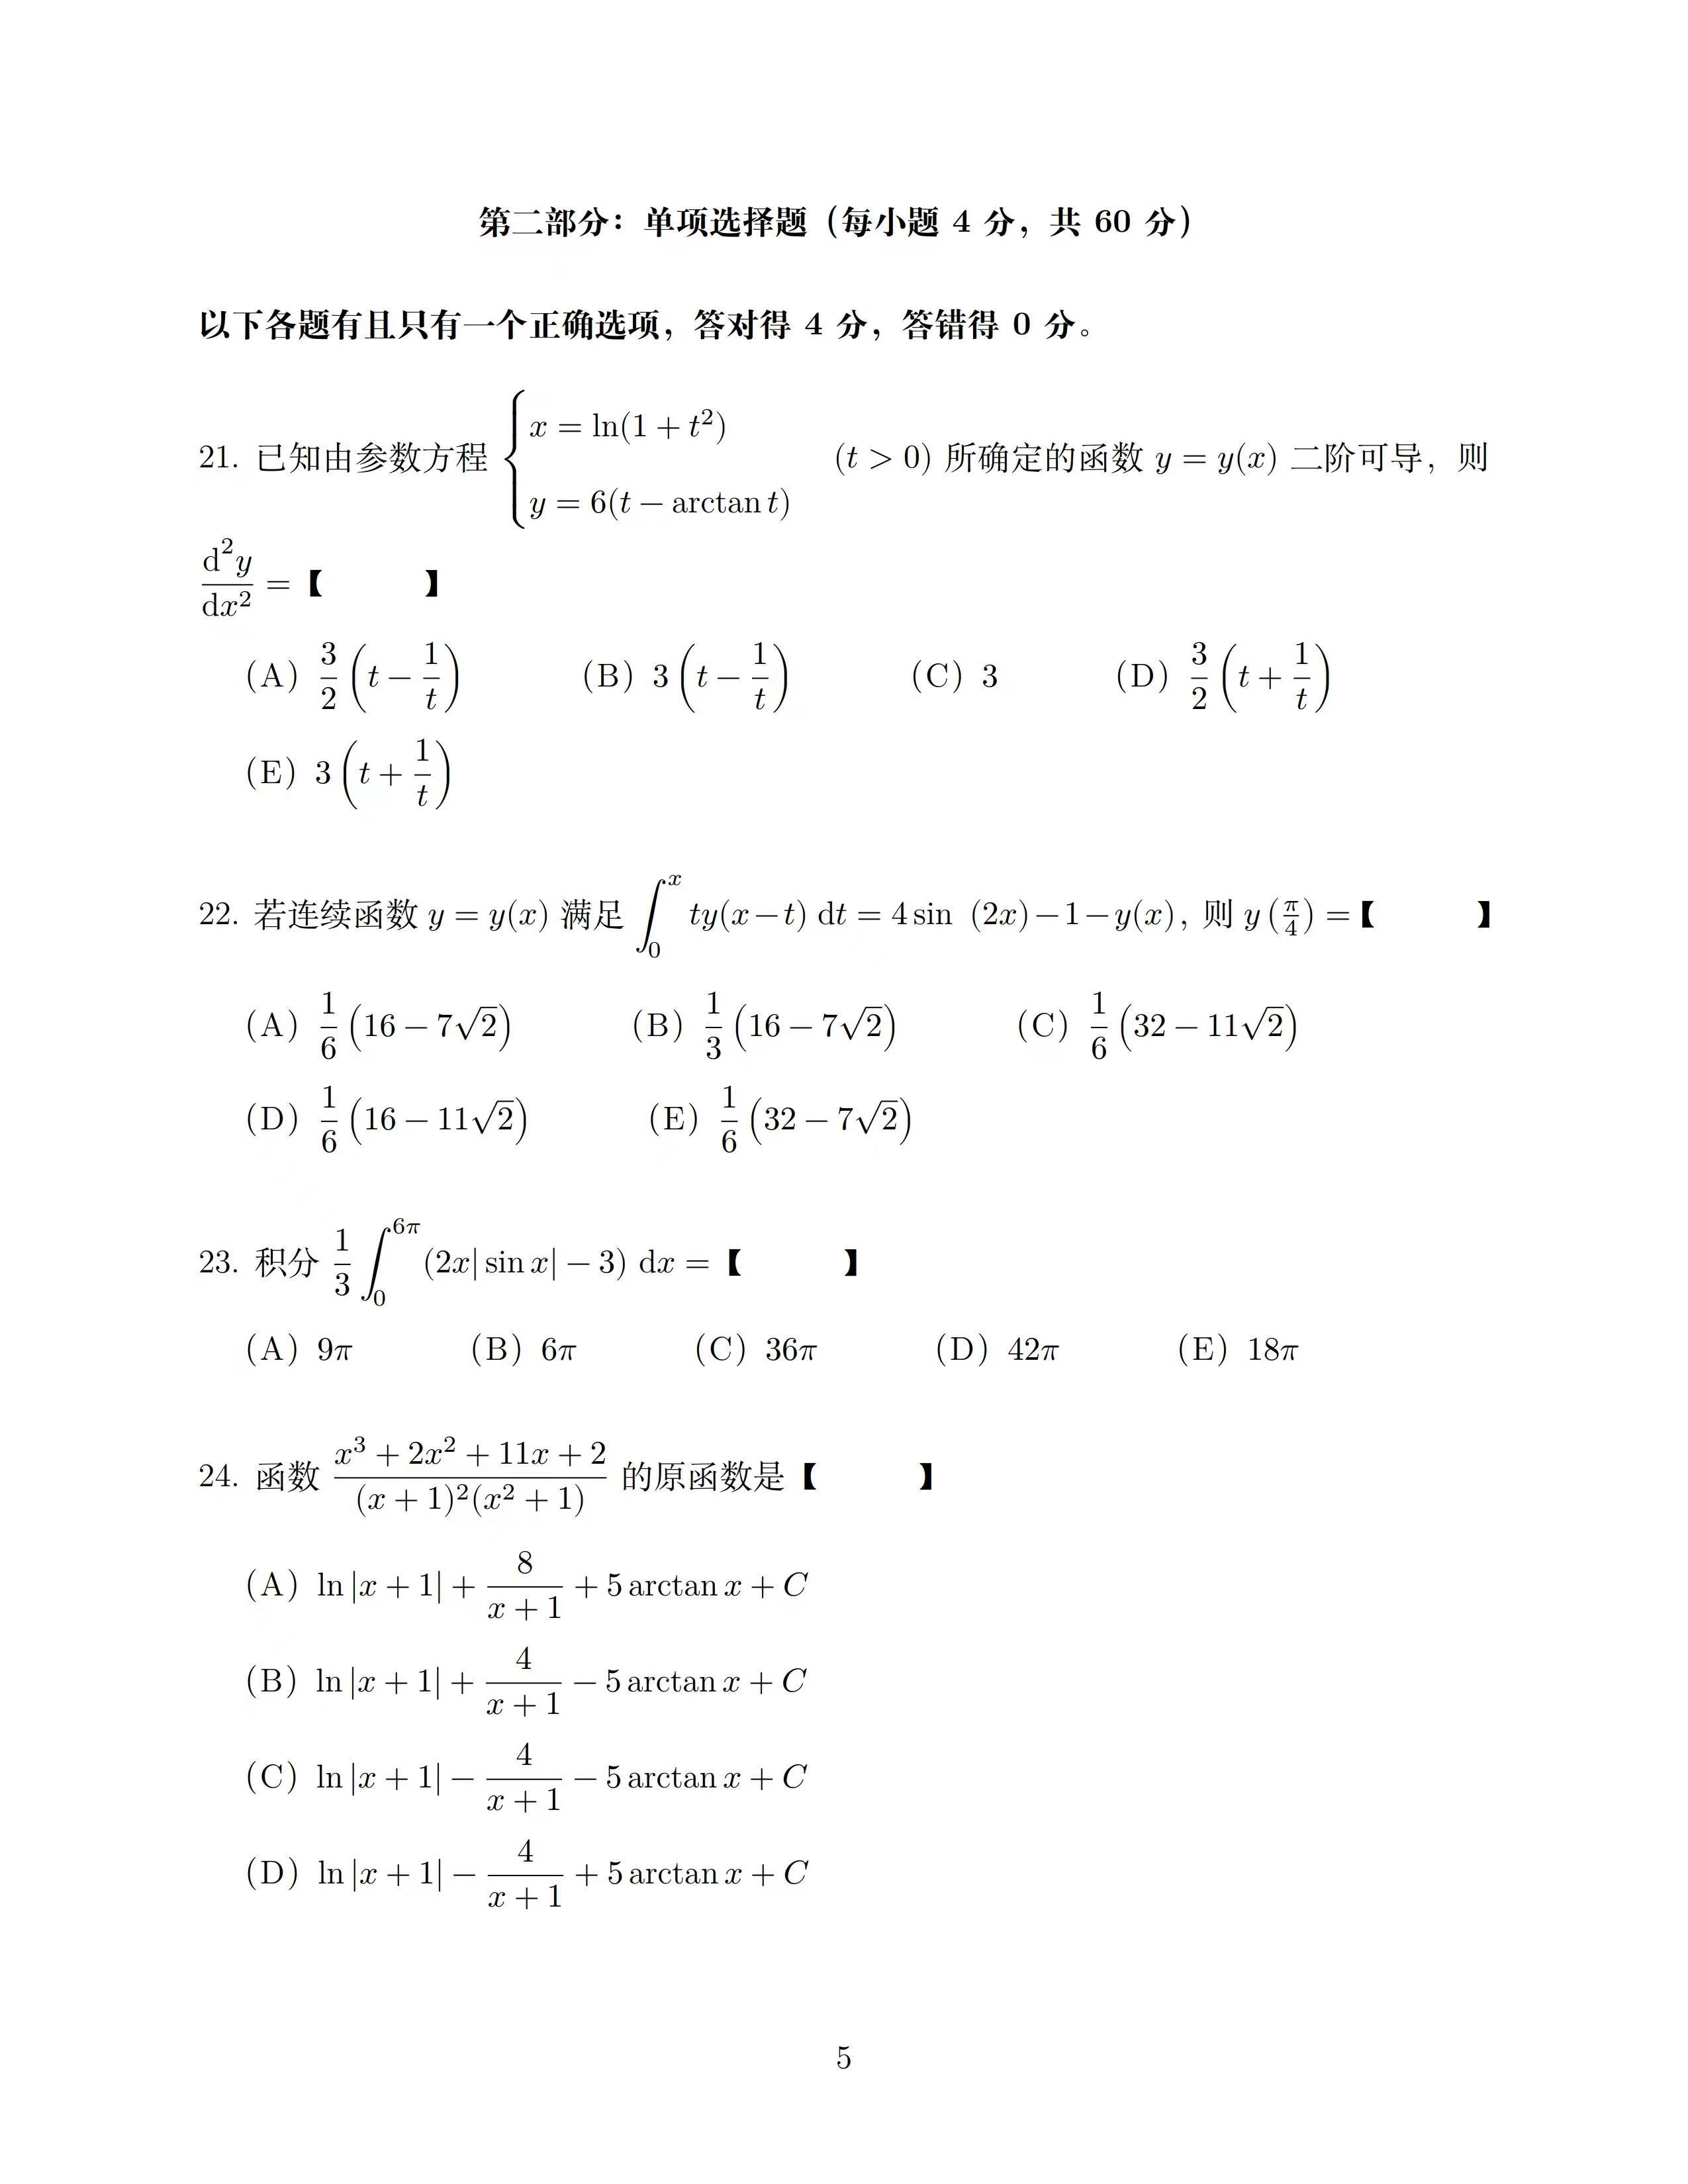 第二部分：单项选择题（每小题 4 分，共 60 分）
以下各题有且只有一个正确选项，答对得 4 分，答错得 0 分。
21. 已知由参数方程 { x = ln(1 + t²) , y = 6(t − arctan t) (t > 0) 所确定的函数 y = y(x) 二阶可导，则
d²y/dx² =【 】
(A) 3/2 (t − 1/t) (B) 3 (t − 1/t) (C) 3 (D) 3/2 (t + 1/t)
(E) 3 (t + 1/t)
22. 若连续函数 y = y(x) 满足 ∫₀ˣ ty(x−t) dt = 4 sin (2x)−1−y(x)，则 y (π/4) =【 】
(A) 1/6 (16 − 7√2) (B) 1/3 (16 − 7√2) (C) 1/6 (32 − 11√2)
(D) 1/6 (16 − 11√2) (E) 1/6 (32 − 7√2)
23. 积分 1/3 ∫₀^{6π} (2x| sin x| − 3) dx =【 】
(A) 9π (B) 6π (C) 36π (D) 42π (E) 18π
24. 函数 (x³ + 2x² + 11x + 2)/((x + 1)²(x² + 1)) 的原函数是【 】
(A) ln |x + 1| + 8/(x + 1) + 5 arctan x + C
(B) ln |x + 1| + 4/(x + 1) − 5 arctan x + C
(C) ln |x + 1| − 4/(x + 1) − 5 arctan x + C
(D) ln |x + 1| − 4/(x + 1) + 5 arctan x + C
5